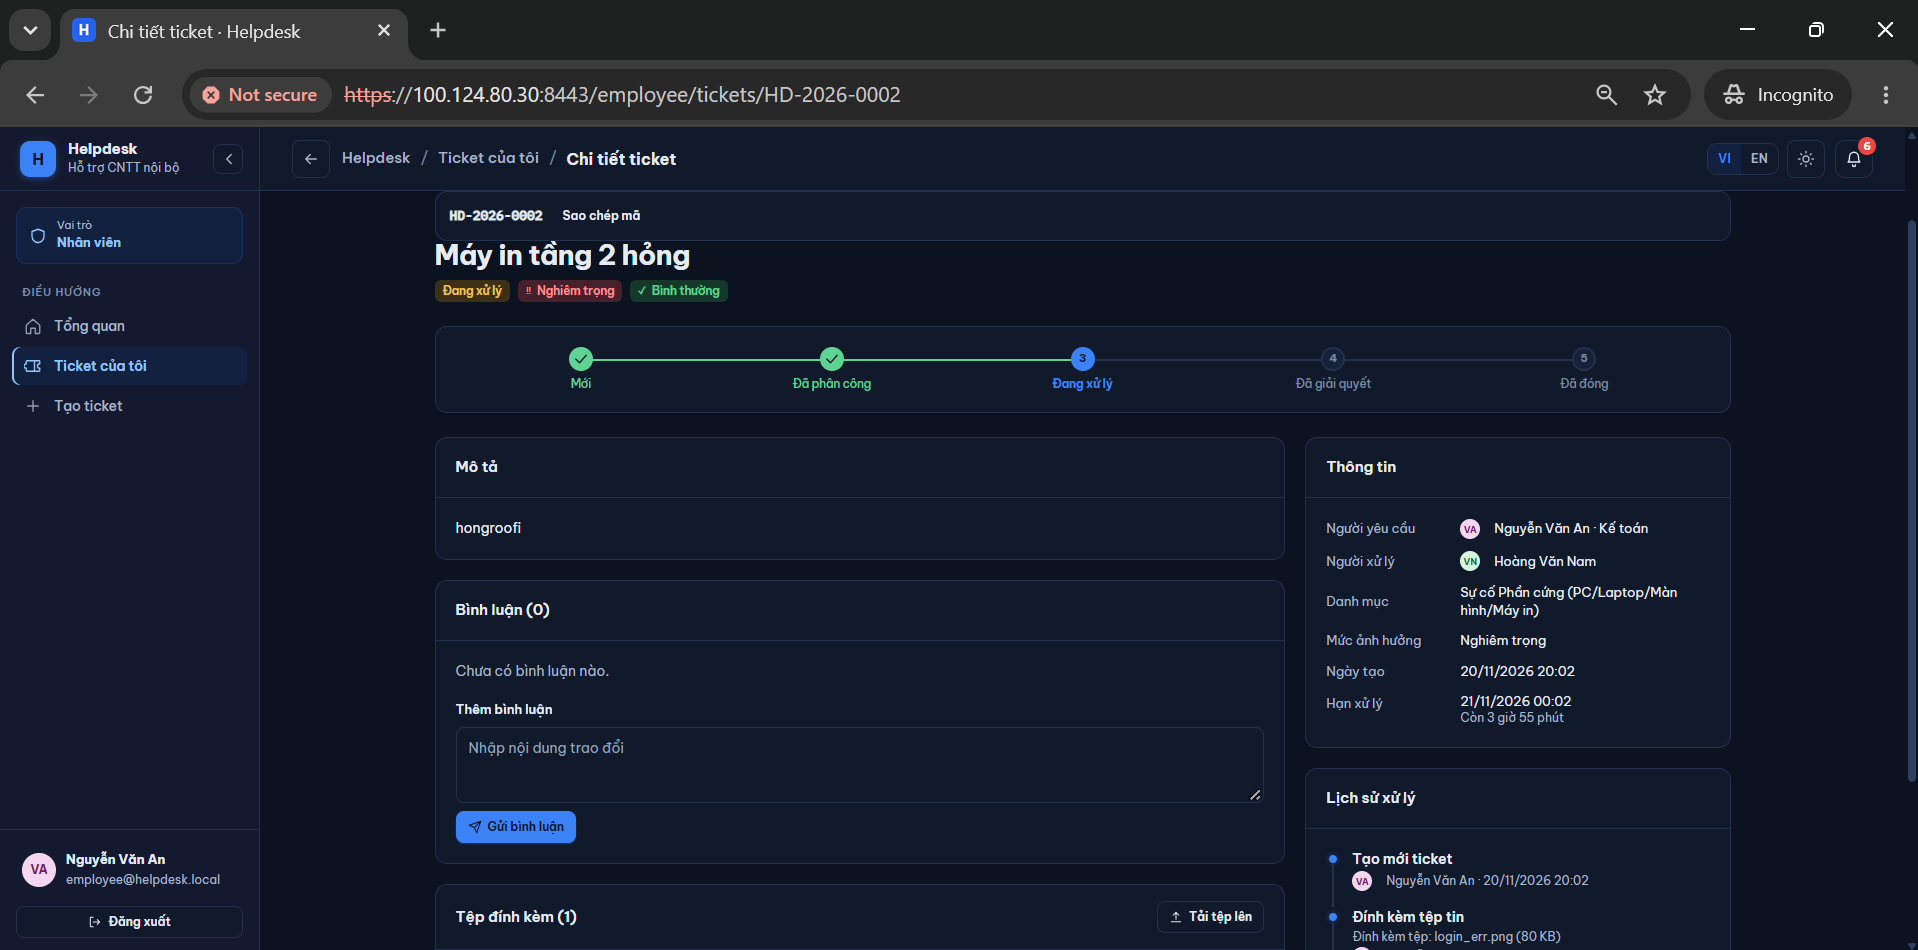 Chi tiết ticket · Helpdesk
Not secure
https://100.124.80.30:8443/employee/tickets/HD-2026-0002
Incognito
H
Helpdesk
Hỗ trợ CNTT nội bộ
Helpdesk / Ticket của tôi / Chi tiết ticket
VI EN
6
Vai trò
Nhân viên
ĐIỀU HƯỚNG
Tổng quan
Ticket của tôi
Tạo ticket
HD-2026-0002 Sao chép mã
Máy in tầng 2 hỏng
Đang xử lý
!! Nghiêm trọng
✓ Bình thường
Mới
Đã phân công
3
Đang xử lý
4
Đã giải quyết
5
Đã đóng
Mô tả
hongroofi
Bình luận (0)
Chưa có bình luận nào.
Thêm bình luận
Nhập nội dung trao đổi
Gửi bình luận
Tệp đính kèm (1)
Tải tệp lên
Thông tin
Người yêu cầu VA Nguyễn Văn An · Kế toán
Người xử lý VN Hoàng Văn Nam
Danh mục Sự cố Phần cứng (PC/Laptop/Màn
hình/Máy in)
Mức ảnh hưởng Nghiêm trọng
Ngày tạo 20/11/2026 20:02
Hạn xử lý 21/11/2026 00:02
Còn 3 giờ 55 phút
Lịch sử xử lý
Tạo mới ticket
VA Nguyễn Văn An · 20/11/2026 20:02
Đính kèm tệp tin
Đính kèm tệp: login_err.png (80 KB)
VA
Nguyễn Văn An
employee@helpdesk.local
Đăng xuất